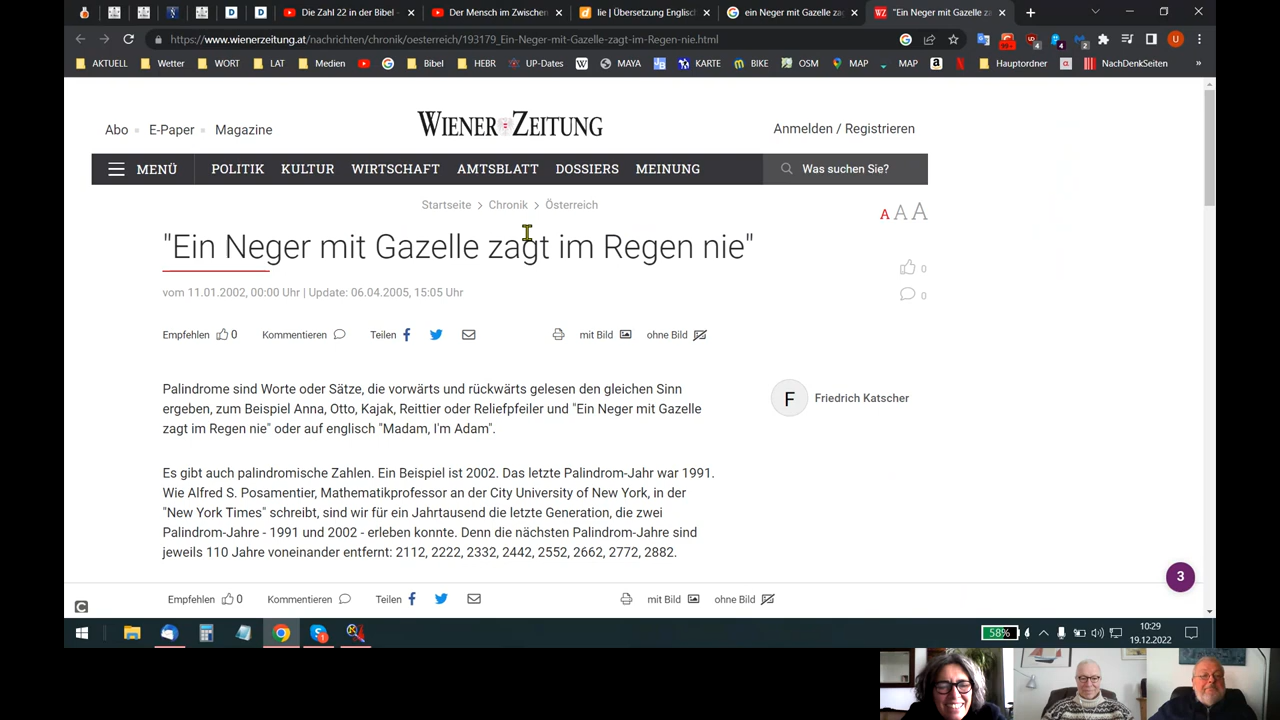 Die Zahl 22 in der Bibel -
Der Mensch im Zwischen
lie | Übersetzung Englisc
ein Neger mit Gazelle za
"Ein Neger mit Gazelle z
https://www.wienerzeitung.at/nachrichten/chronik/oesterreich/193179_Ein-Neger-mit-Gazelle-zagt-im-Regen-nie.html
AKTUELL Wetter WORT LAT Medien Bibel HEBR UP-Dates MAYA KARTE BIKE OSM MAP MAP Hauptordner NachDenkSeiten »
Abo E-Paper Magazine
WIENER ZEITUNG
Anmelden / Registrieren
MENÜ POLITIK KULTUR WIRTSCHAFT AMTSBLATT DOSSIERS MEINUNG Was suchen Sie?
Startseite > Chronik > Österreich
A A A
"Ein Neger mit Gazelle zagt im Regen nie"
0
vom 11.01.2002, 00:00 Uhr | Update: 06.04.2005, 15:05 Uhr
0
Empfehlen 0 Kommentieren Teilen mit Bild ohne Bild
Palindrome sind Worte oder Sätze, die vorwärts und rückwärts gelesen den gleichen Sinn
ergeben, zum Beispiel Anna, Otto, Kajak, Reittier oder Reliefpfeiler und "Ein Neger mit Gazelle
zagt im Regen nie" oder auf englisch "Madam, I'm Adam".
F Friedrich Katscher
Es gibt auch palindromische Zahlen. Ein Beispiel ist 2002. Das letzte Palindrom-Jahr war 1991.
Wie Alfred S. Posamentier, Mathematikprofessor an der City University of New York, in der
"New York Times" schreibt, sind wir für ein Jahrtausend die letzte Generation, die zwei
Palindrom-Jahre - 1991 und 2002 - erleben konnte. Denn die nächsten Palindrom-Jahre sind
jeweils 110 Jahre voneinander entfernt: 2112, 2222, 2332, 2442, 2552, 2662, 2772, 2882.
3
Empfehlen 0 Kommentieren Teilen mit Bild ohne Bild
58%
10:29
19.12.2022